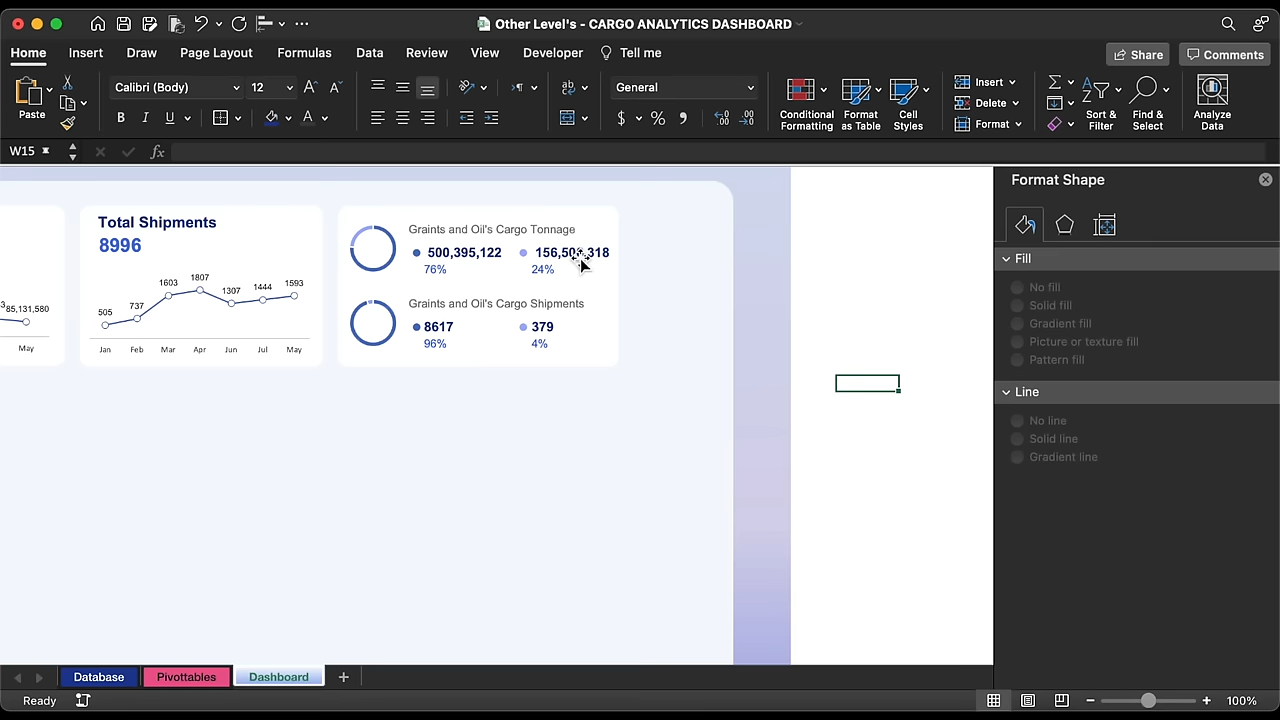 Other Level's - CARGO ANALYTICS DASHBOARD
Home Insert Draw Page Layout Formulas Data Review View Developer Tell me
Share Comments
Paste
Calibri (Body) 12
B I U
General
$ %
Conditional Formatting
Format as Table
Cell Styles
Insert
Delete
Format
Sort & Filter
Find & Select
Analyze Data
W15
fx
Total Shipments
8996
505 737 1603 1807 1307 1444 1593
Jan Feb Mar Apr Jun Jul May
85,131,580
May
Graints and Oil's Cargo Tonnage
500,395,122
76% 24%
Graints and Oil's Cargo Shipments
8617 379
96% 4%
Format Shape
Fill
No fill
Solid fill
Gradient fill
Picture or texture fill
Pattern fill
Line
No line
Solid line
Gradient line
Database Pivottables Dashboard
Ready
100%